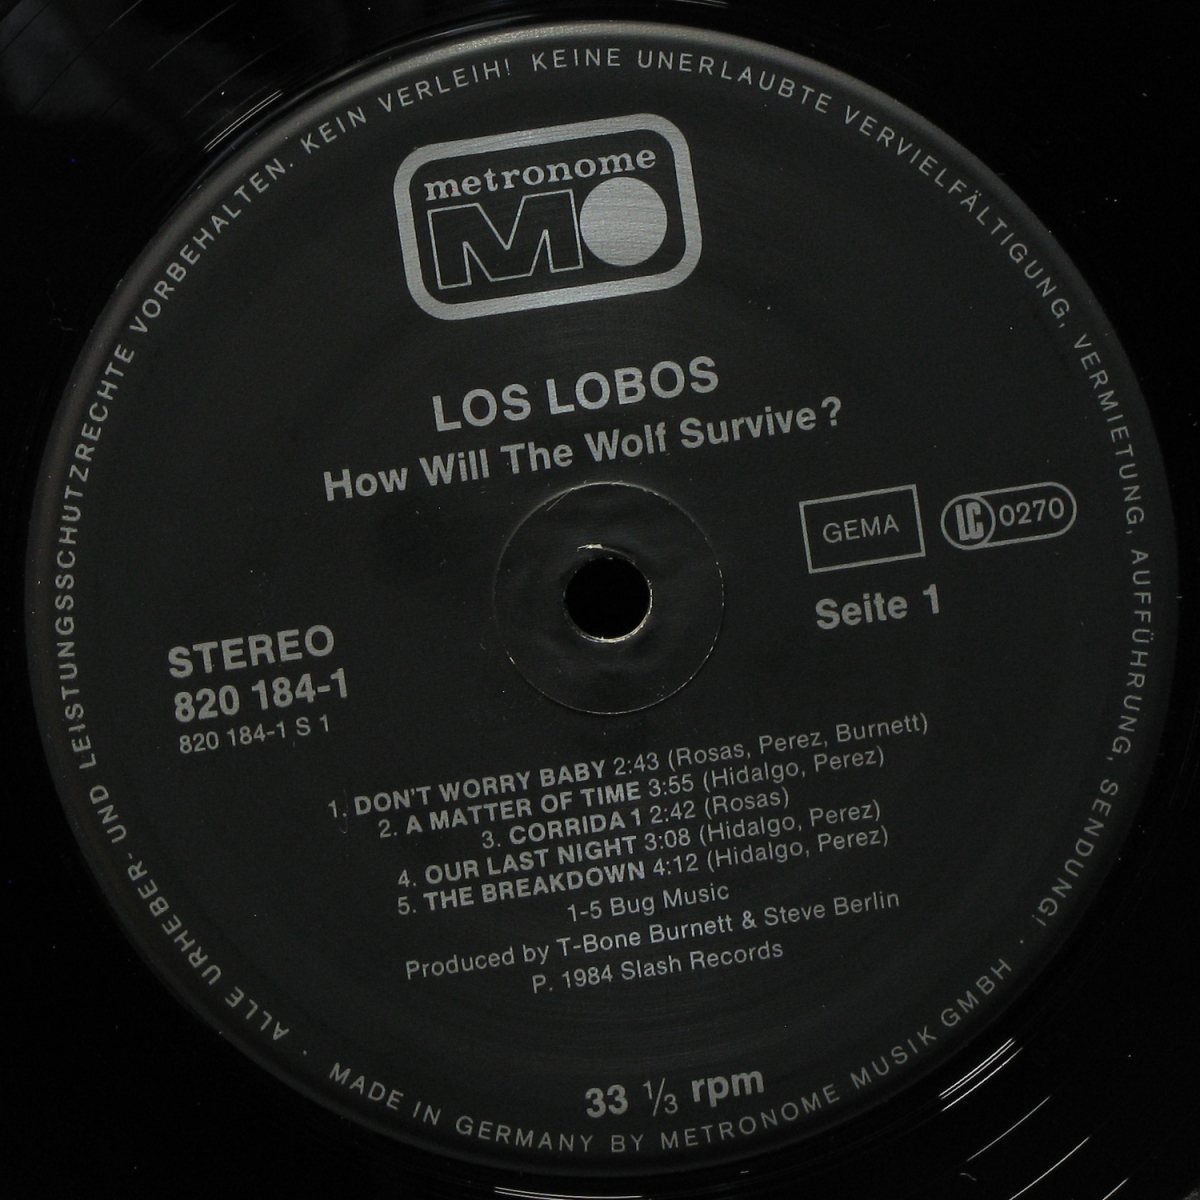 ALLE URHEBER- UND LEISTUNGSSCHUTZRECHTE VORBEHALTEN. KEIN VERLEIH! KEINE UNERLAUBTE VERVIELFÄLTIGUNG, VERMIETUNG, AUFFÜHRUNG, SENDUNG! ·
metronome
MO
LOS LOBOS
How Will The Wolf Survive?
GEMA
LC 0270
Seite 1
STEREO
820 184-1
820 184-1 S 1
1. DON'T WORRY BABY 2:43 (Rosas, Perez, Burnett)
2. A MATTER OF TIME 3:55 (Hidalgo, Perez)
3. CORRIDA 1 2:42 (Rosas)
4. OUR LAST NIGHT 3:08 (Hidalgo, Perez)
5. THE BREAKDOWN 4:12 (Hidalgo, Perez)
1-5 Bug Music
Produced by T-Bone Burnett & Steve Berlin
P. 1984 Slash Records
33 1/3 rpm
· MADE IN GERMANY BY METRONOME MUSIK GMBH ·